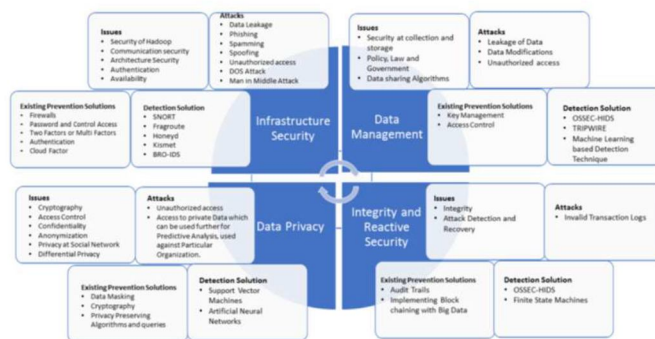 Issues
• Security of Hadoop
• Communication security
• Architecture Security
• Authentication
• Availability
Attacks
• Data Leakage
• Phishing
• Spamming
• Spoofing
• Unauthorized access
• DOS Attack
• Man in Middle Attack
Existing Prevention Solutions
• Firewalls
• Password and Control Access
• Two Factors or Multi Factors
• Authentication
• Cloud Factor
Detection Solution
• SNORT
• Fragroute
• Honeyd
• Kismet
• BRO-IDS
Infrastructure
Security
Issues
• Security at collection and
storage
• Policy, Law and
Government
• Data sharing Algorithms
Attacks
• Leakage of Data
• Data Modifications
• Unauthorized access
Data
Management
Existing Prevention Solutions
• Key Management
• Access Control
Detection Solution
• OSSEC-HIDS
• TRIPWIRE
• Machine Learning
based Detection
Technique
Issues
• Cryptography
• Access Control
• Confidentiality
• Anonymization
• Privacy at Social Network
• Differential Privacy
Attacks
• Unauthorized access
• Access to private Data which
can be used further for
Predictive Analysis, used
against Particular
Organization.
Data Privacy
Existing Prevention Solutions
• Data Masking
• Cryptography
• Privacy Preserving
Algorithms and queries
Detection Solution
• Support Vector
Machines
• Artificial Neural
Networks
Integrity and
Reactive
Security
Issues
• Integrity
• Attack Detection and
Recovery
Attacks
• Invalid Transaction Logs
Existing Prevention Solutions
• Audit Trails
• Implementing Block
chaining with Big Data
Detection Solution
• OSSEC-HIDS
• Finite State Machines